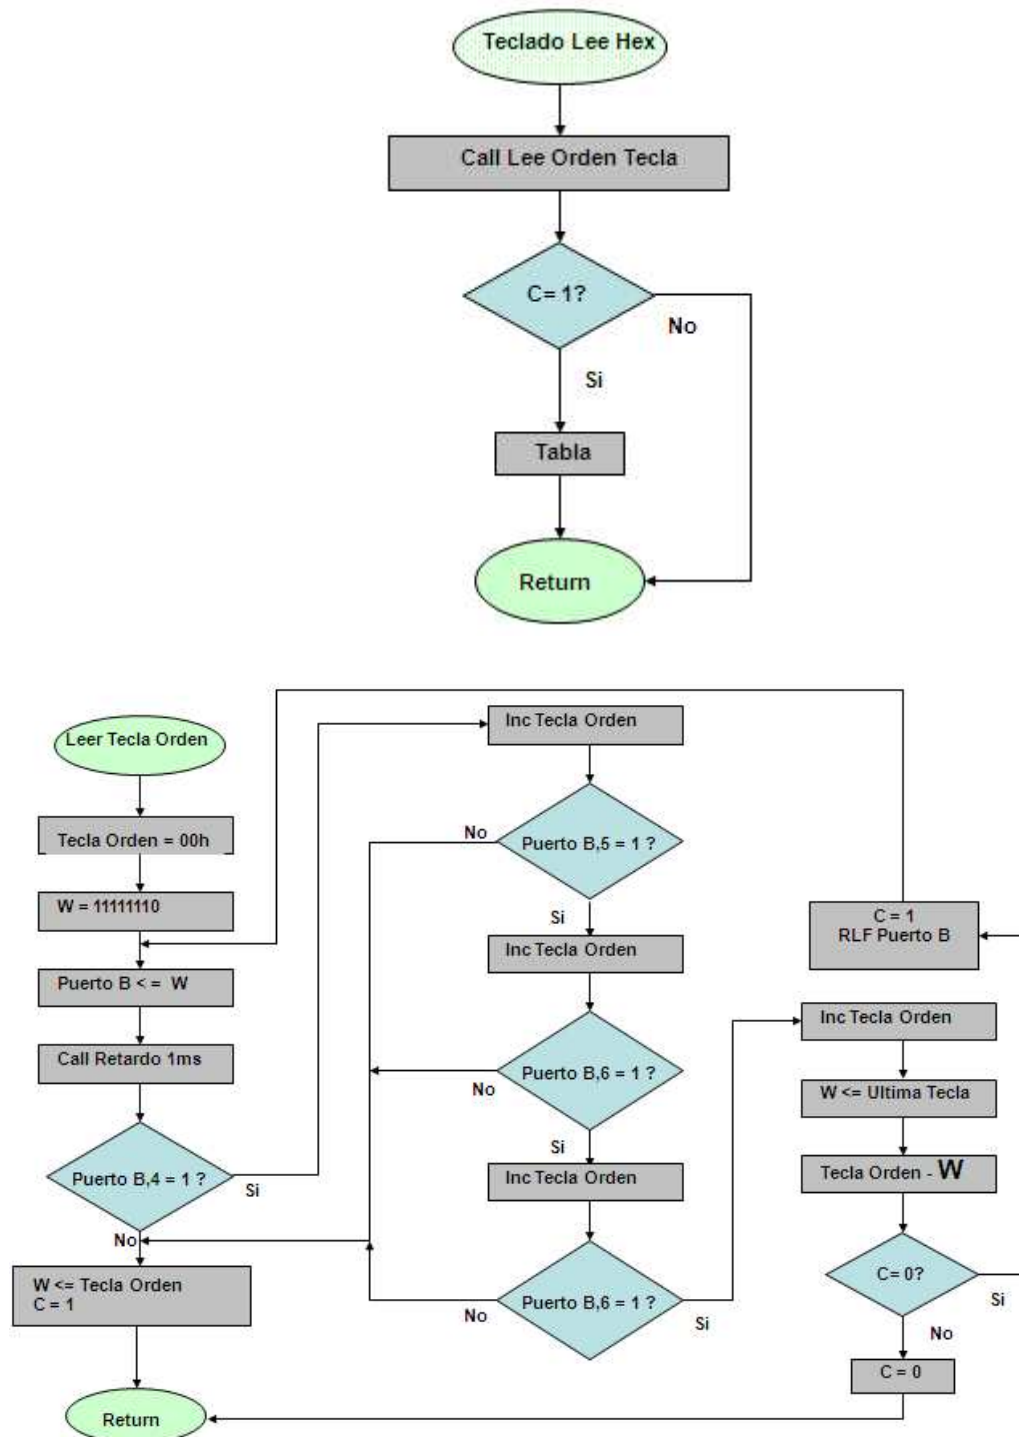 Teclado Lee Hex
Call Lee Orden Tecla
C= 1?
No
Si
Tabla
Return
Leer Tecla Orden
Tecla Orden = 00h
W = 11111110
Puerto B < = W
Call Retardo 1ms
Puerto B,4 = 1 ?
Si
No
W <= Tecla Orden
C = 1
Return
Inc Tecla Orden
Puerto B,5 = 1 ?
No
Si
Inc Tecla Orden
Puerto B,6 = 1 ?
No
Si
Inc Tecla Orden
Puerto B,6 = 1 ?
No
Si
C = 1
RLF Puerto B
Inc Tecla Orden
W <= Ultima Tecla
Tecla Orden - W
C= 0?
Si
No
C = 0